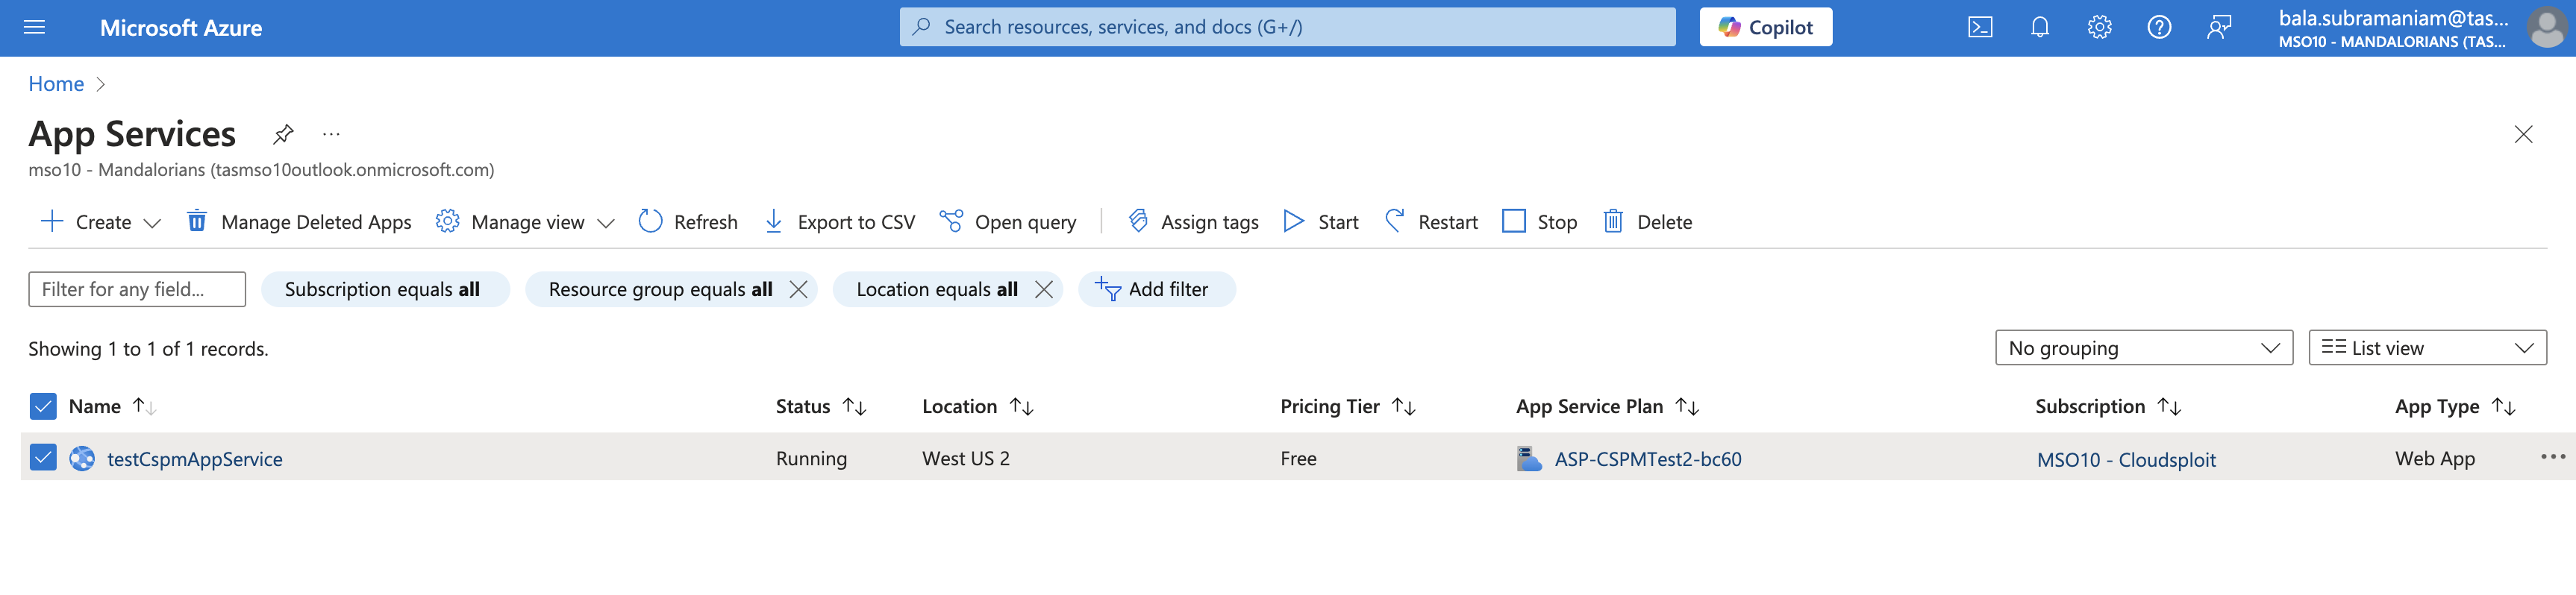 Microsoft Azure
Search resources, services, and docs (G+/)
Copilot
bala.subramaniam@tas...
MSO10 - MANDALORIANS (TAS...
Home
App Services
mso10 - Mandalorians (tasmso10outlook.onmicrosoft.com)
Create Manage Deleted Apps Manage view Refresh Export to CSV Open query Assign tags Start Restart Stop Delete
Filter for any field... Subscription equals all Resource group equals all Location equals all Add filter
Showing 1 to 1 of 1 records. No grouping List view
Name Status Location Pricing Tier App Service Plan Subscription App Type
testCspmAppService Running West US 2 Free ASP-CSPMTest2-bc60 MSO10 - Cloudsploit Web App